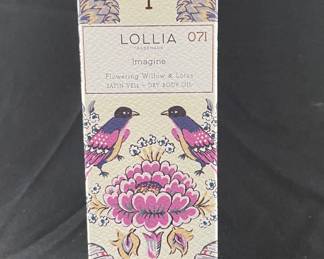 LOLLIA 071
Imagine
Flowering Willow & Lotus
SATIN VEIL - DRY BODY OIL